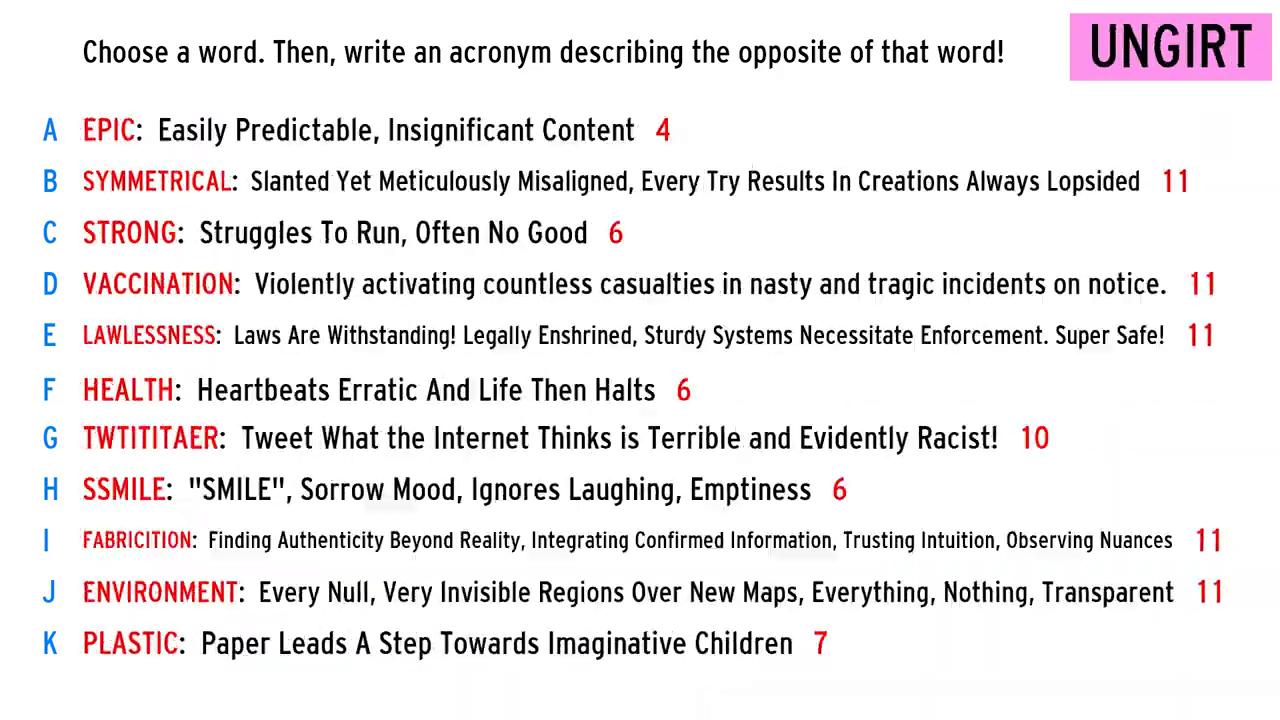 Choose a word. Then, write an acronym describing the opposite of that word!
UNGIRT
A EPIC: Easily Predictable, Insignificant Content 4
B SYMMETRICAL: Slanted Yet Meticulously Misaligned, Every Try Results In Creations Always Lopsided 11
C STRONG: Struggles To Run, Often No Good 6
D VACCINATION: Violently activating countless casualties in nasty and tragic incidents on notice. 11
E LAWLESSNESS: Laws Are Withstanding! Legally Enshrined, Sturdy Systems Necessitate Enforcement. Super Safe! 11
F HEALTH: Heartbeats Erratic And Life Then Halts 6
G TWTITITAER: Tweet What the Internet Thinks is Terrible and Evidently Racist! 10
H SSMILE: "SMILE", Sorrow Mood, Ignores Laughing, Emptiness 6
I FABRICITION: Finding Authenticity Beyond Reality, Integrating Confirmed Information, Trusting Intuition, Observing Nuances 11
J ENVIRONMENT: Every Null, Very Invisible Regions Over New Maps, Everything, Nothing, Transparent 11
K PLASTIC: Paper Leads A Step Towards Imaginative Children 7